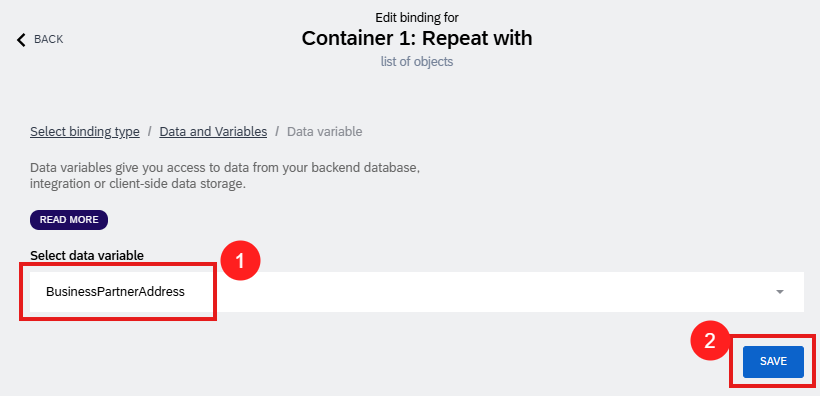 Edit binding for
BACK
Container 1: Repeat with
list of objects
Select binding type / Data and Variables / Data variable
Data variables give you access to data from your backend database,
integration or client-side data storage.
READ MORE
Select data variable
1
BusinessPartnerAddress
2
SAVE